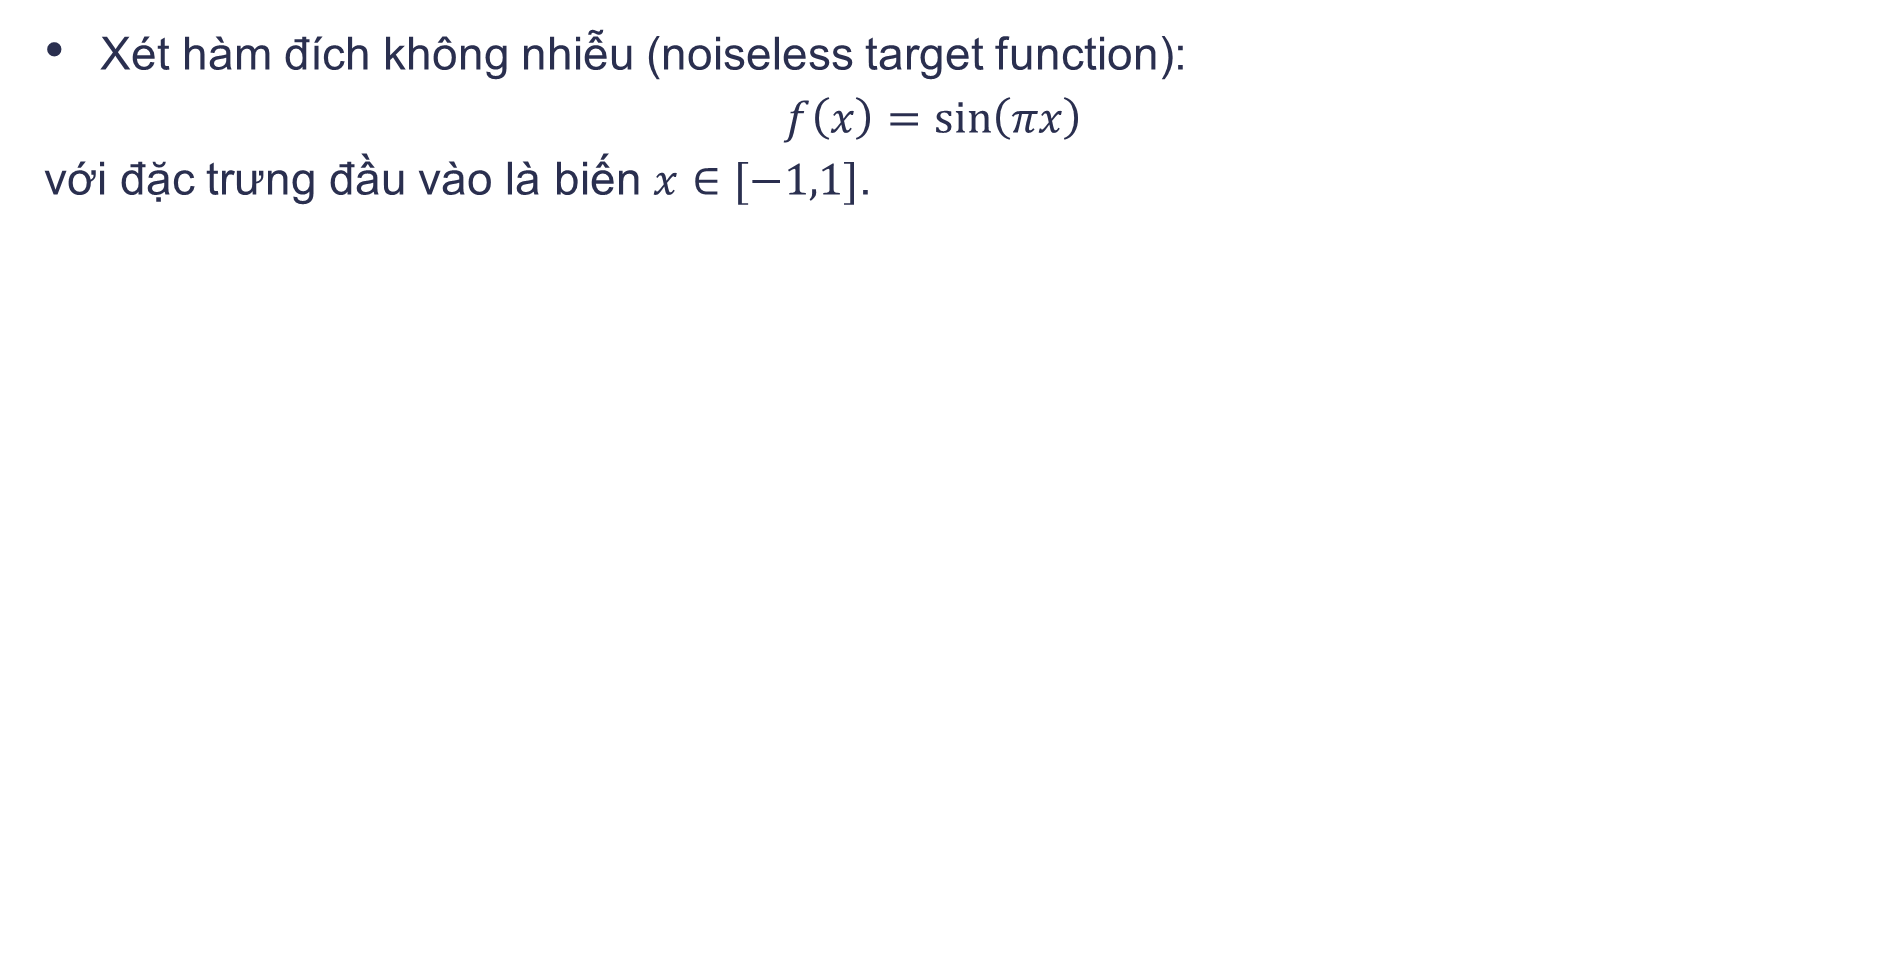 • Xét hàm đích không nhiễu (noiseless target function):
𝑓(𝑥) = sin(𝜋𝑥)
với đặc trưng đầu vào là biến 𝑥 ∈ [−1,1].